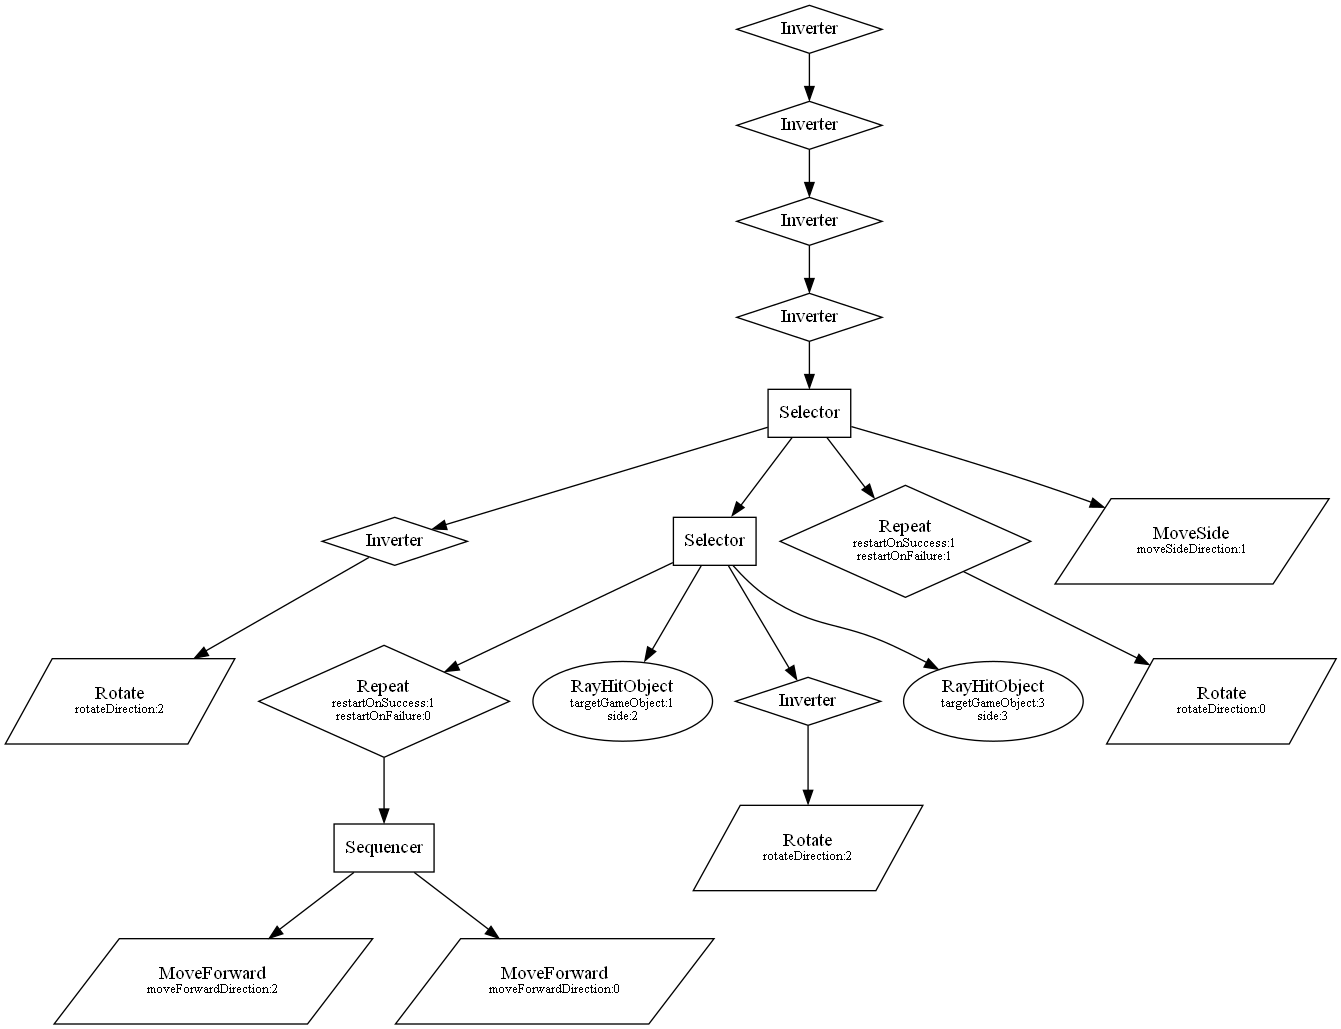 Inverter
Inverter
Inverter
Inverter
Selector
Inverter
Selector
Repeat
restartOnSuccess:1
restartOnFailure:1
MoveSide
moveSideDirection:1
Rotate
rotateDirection:2
Repeat
restartOnSuccess:1
restartOnFailure:0
RayHitObject
targetGameObject:1
side:2
Inverter
RayHitObject
targetGameObject:3
side:3
Rotate
rotateDirection:0
Sequencer
Rotate
rotateDirection:2
MoveForward
moveForwardDirection:2
MoveForward
moveForwardDirection:0